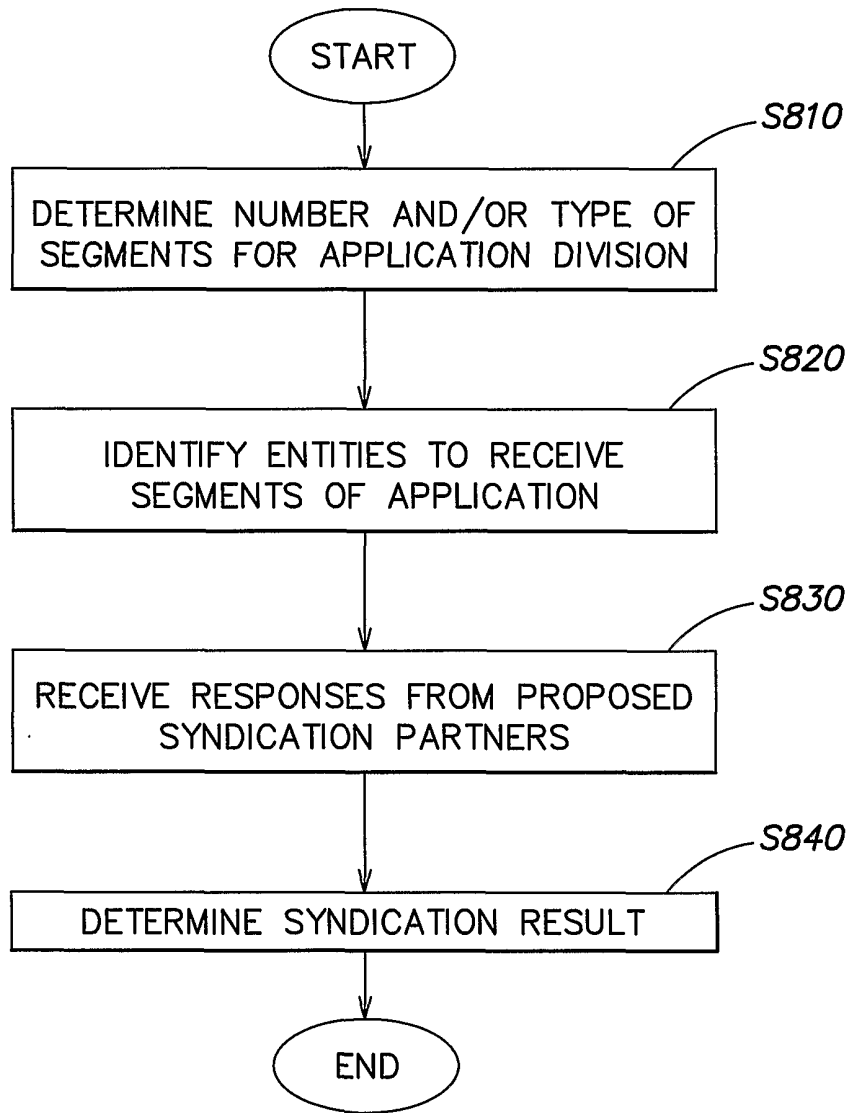 START
S810
DETERMINE NUMBER AND/OR TYPE OF
SEGMENTS FOR APPLICATION DIVISION
S820
IDENTIFY ENTITIES TO RECEIVE
SEGMENTS OF APPLICATION
S830
RECEIVE RESPONSES FROM PROPOSED
SYNDICATION PARTNERS
S840
DETERMINE SYNDICATION RESULT
END